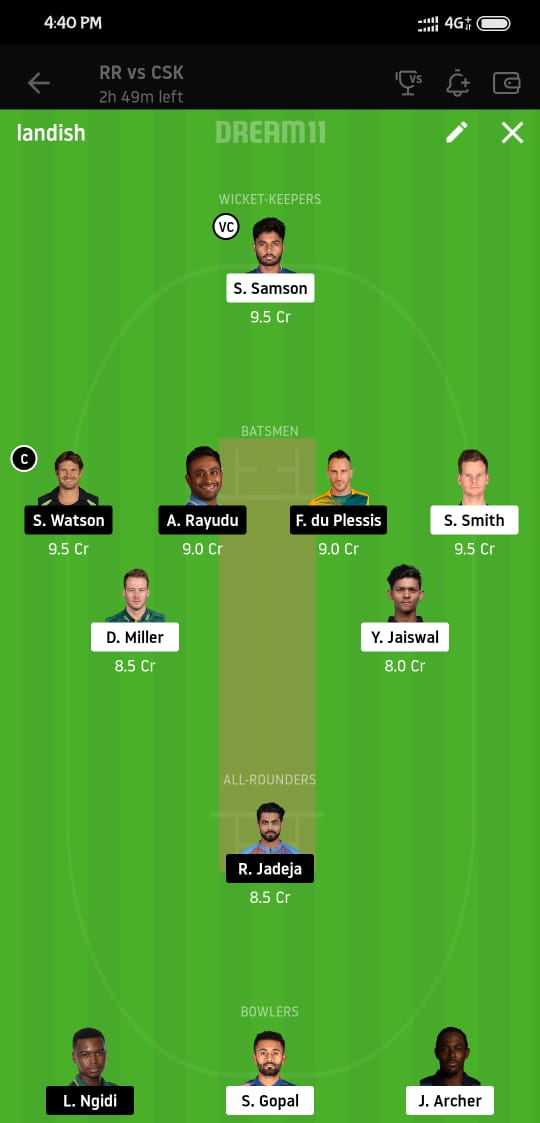 4:40 PM 4G
RR vs CSK VS
2h 49m left
landish DREAM11
WICKET-KEEPERS
VC
S. Samson
9.5 Cr
BATSMEN
C
S. Watson A. Rayudu F. du Plessis S. Smith
9.5 Cr 9.0 Cr 9.0 Cr 9.5 Cr
D. Miller Y. Jaiswal
8.5 Cr 8.0 Cr
ALL-ROUNDERS
R. Jadeja
8.5 Cr
BOWLERS
L. Ngidi S. Gopal J. Archer